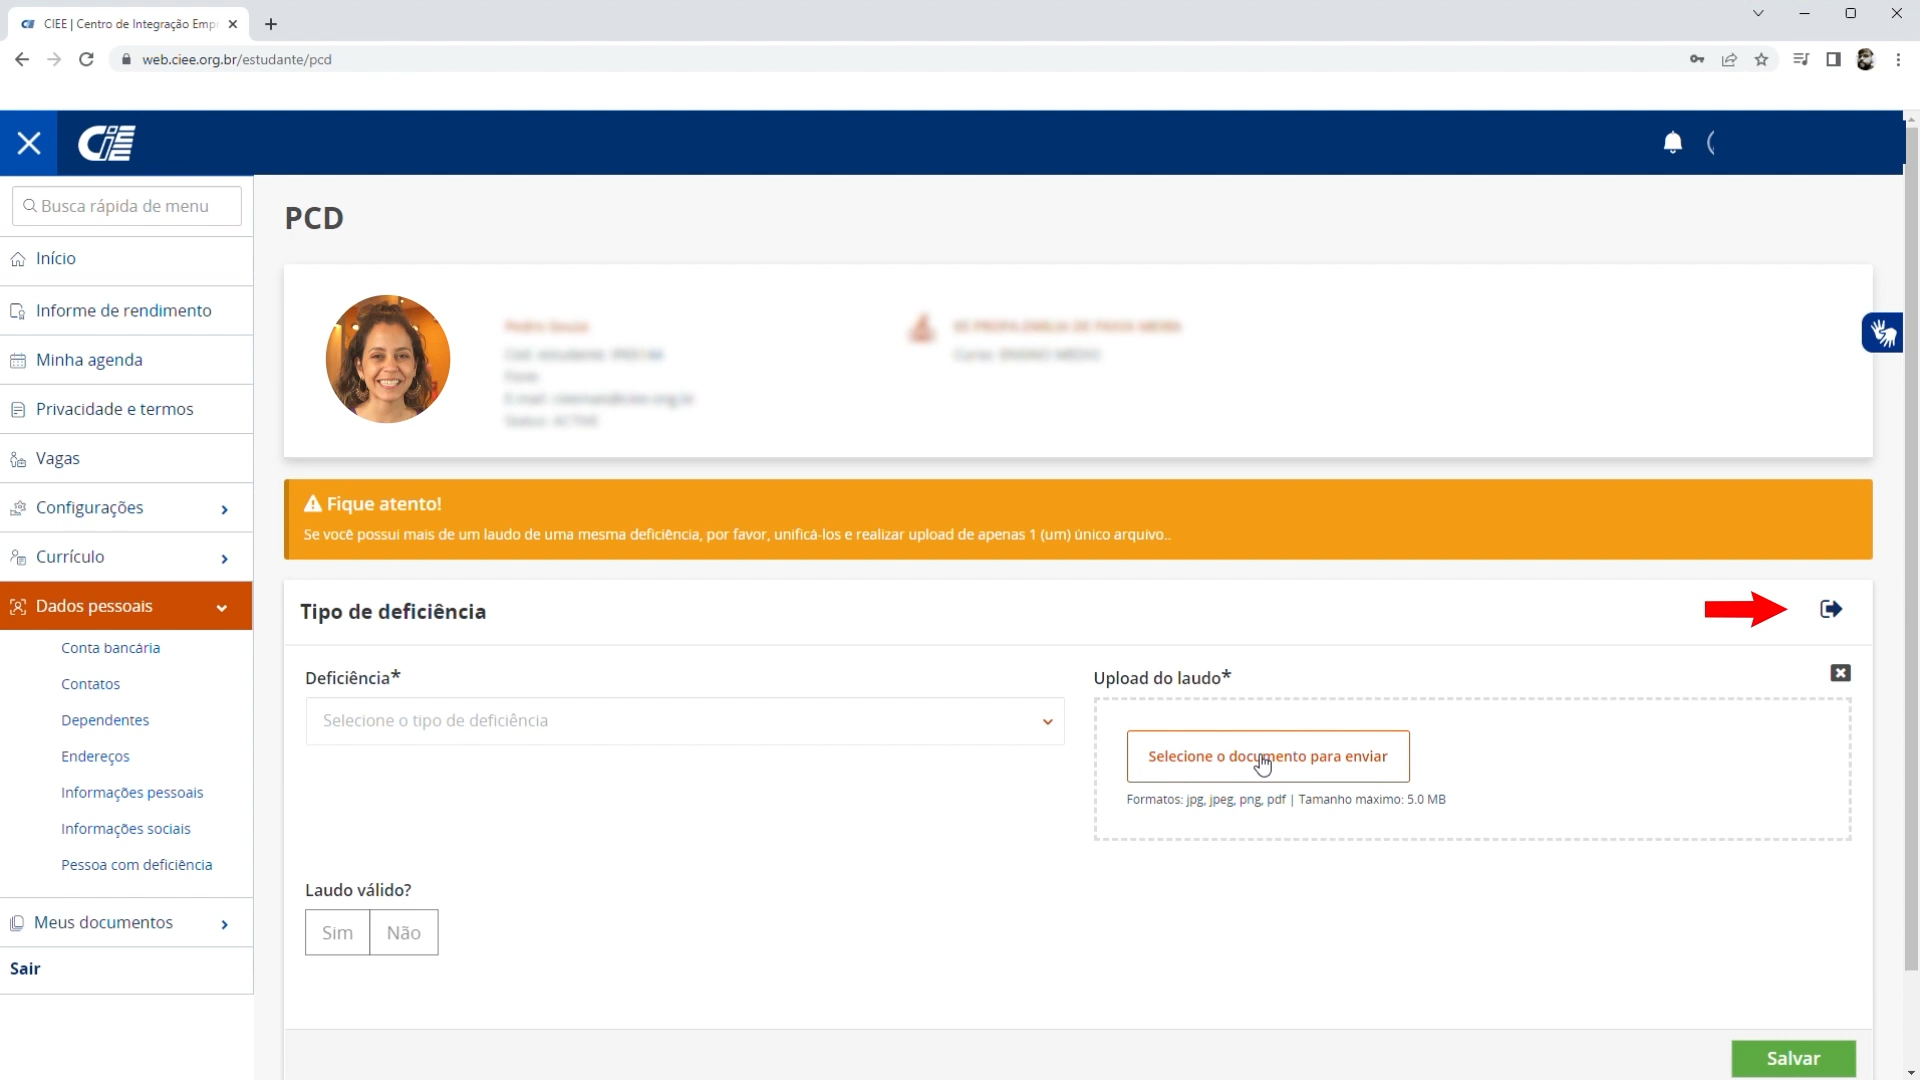 CIEE | Centro de Integração Emp
web.ciee.org.br/estudante/pcd
CIEE
Busca rápida de menu
Início
Informe de rendimento
Minha agenda
Privacidade e termos
Vagas
Configurações
Currículo
Dados pessoais
Conta bancária
Contatos
Dependentes
Endereços
Informações pessoais
Informações sociais
Pessoa com deficiência
Meus documentos
Sair
PCD
Fique atento!
Se você possui mais de um laudo de uma mesma deficiência, por favor, unificá-los e realizar upload de apenas 1 (um) único arquivo..
Tipo de deficiência
Deficiência*
Selecione o tipo de deficiência
Upload do laudo*
Selecione o documento para enviar
Formatos: jpg, jpeg, png, pdf | Tamanho máximo: 5.0 MB
Laudo válido?
Sim Não
Salvar